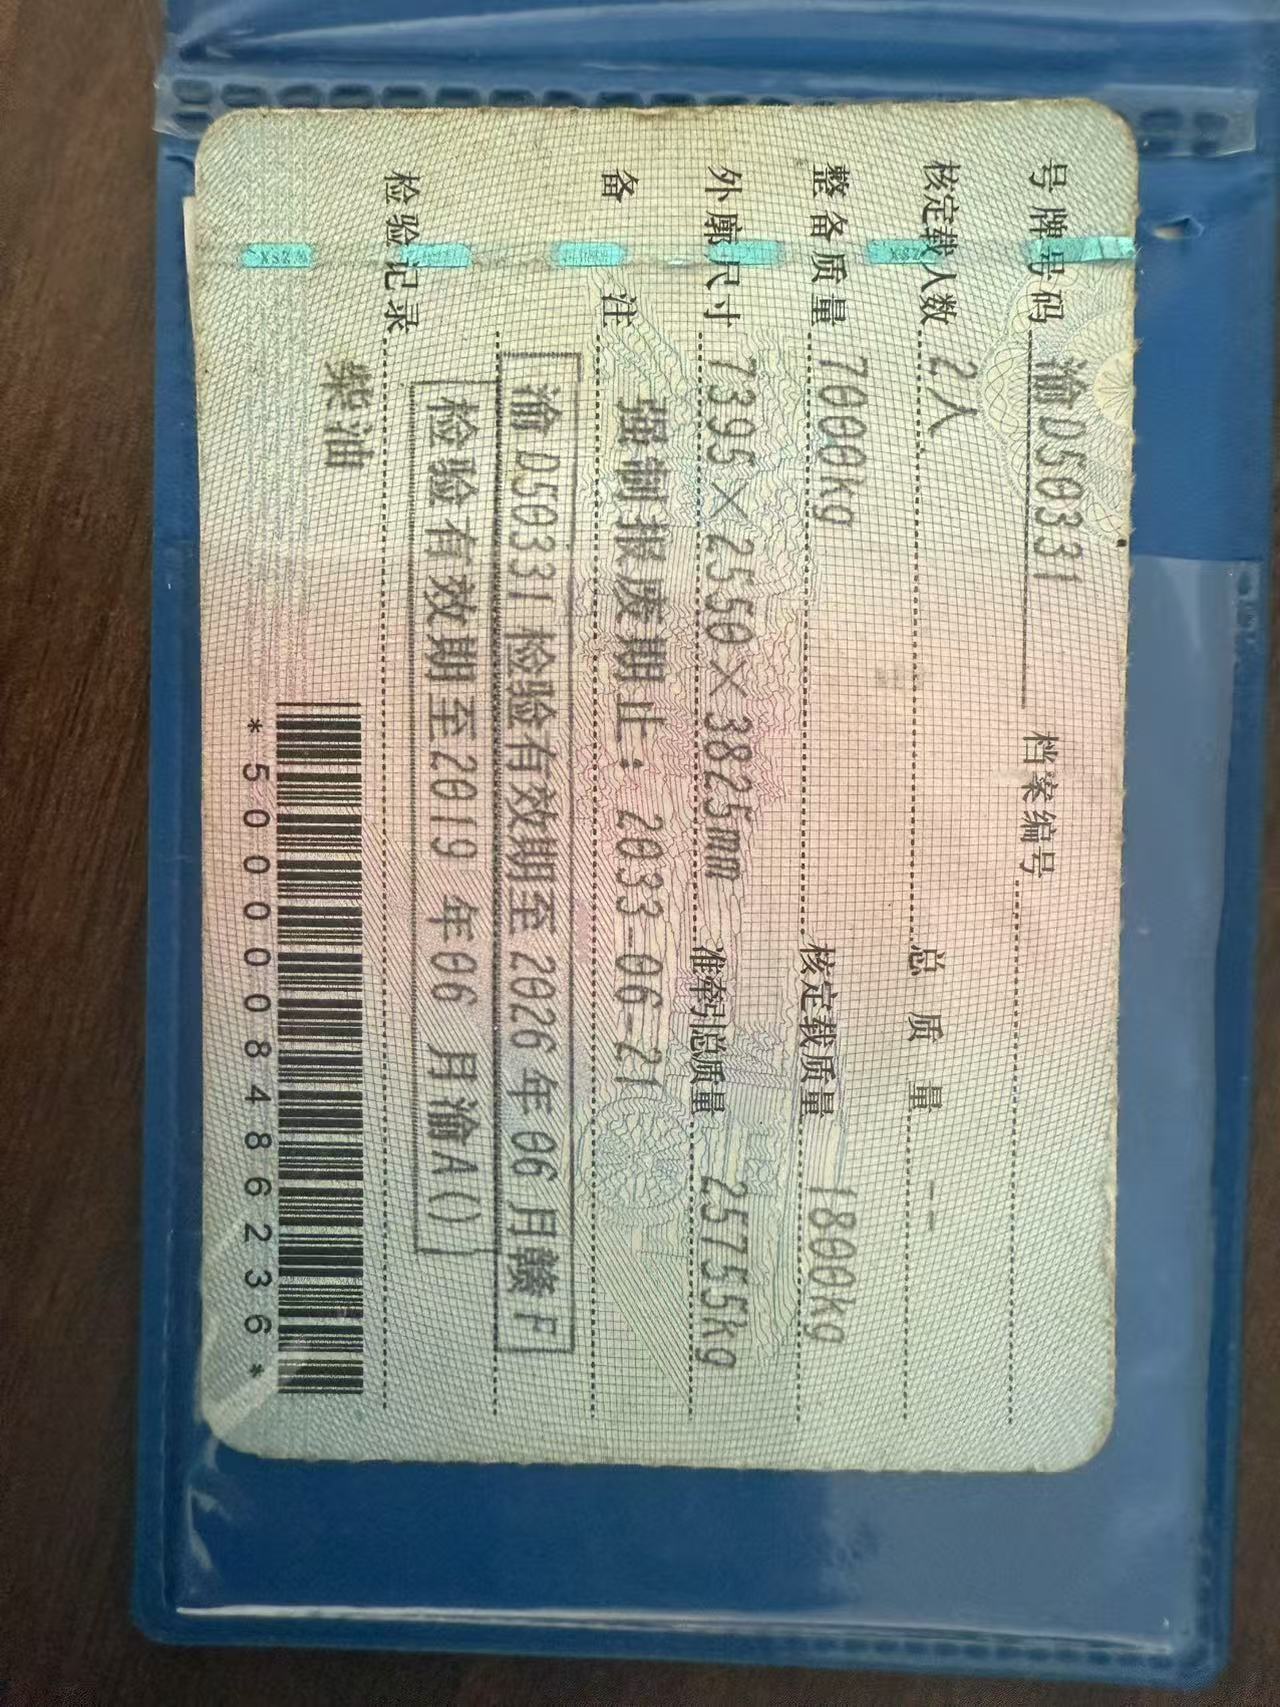 号牌号码 渝D50331 档案编号
核定载人数 2人 总质量 --
整备质量 7000kg 核定载质量 1800kg
外廓尺寸 7395×2550×3825mm 准牵引总质量 25755kg
备注 强制报废期止：2033-06-21
渝D50331检验有效期至2026年06月赣F
检验有效期至2019年06月渝A()
检验记录
柴油
*500008486236*